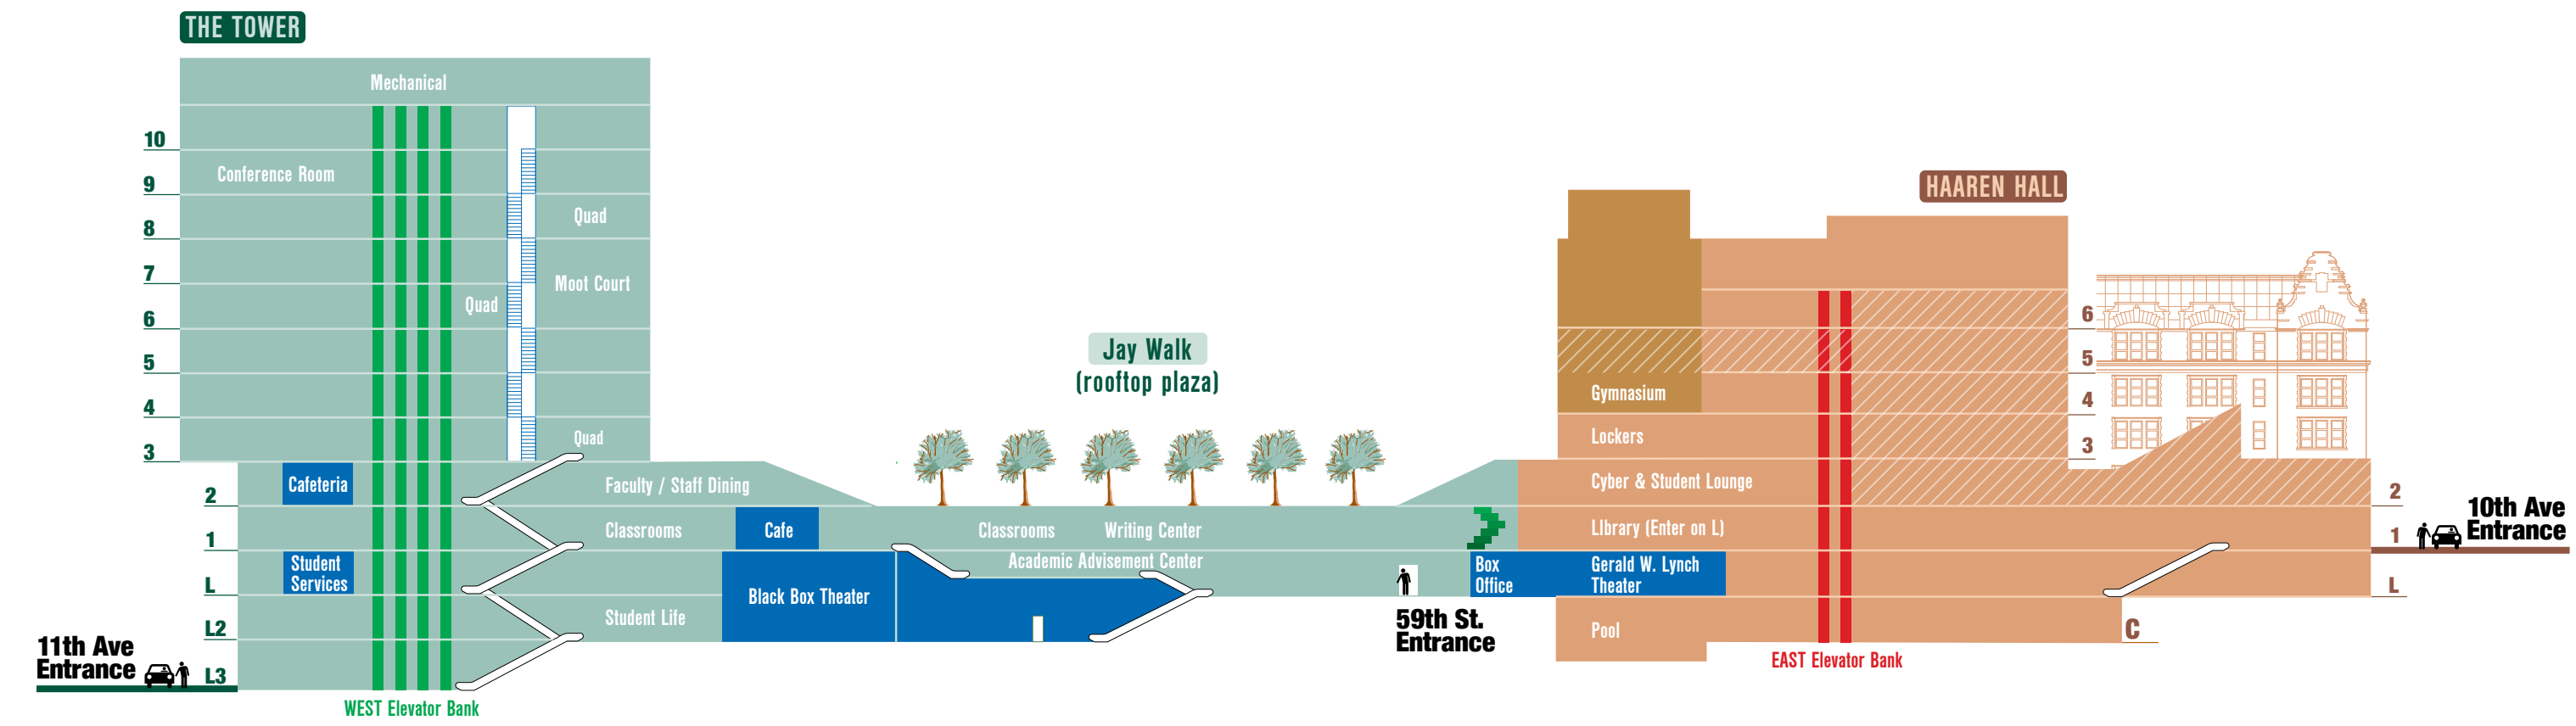 THE TOWER
Mechanical
10
Conference Room
9
Quad
8
7
Moot Court
Quad
6
5
4
Quad
3
Cafeteria
2
Faculty / Staff Dining
Classrooms
Cafe
1
Student
Services
L
Black Box Theater
Student Life
L2
11th Ave
Entrance
L3
WEST Elevator Bank
Jay Walk
(rooftop plaza)
Classrooms
Writing Center
Academic Advisement Center
59th St.
Entrance
HAAREN HALL
6
5
Gymnasium
4
Lockers
3
Cyber & Student Lounge
2
LIbrary (Enter on L)
1
10th Ave
Entrance
Box
Office
Gerald W. Lynch
Theater
L
Pool
C
EAST Elevator Bank